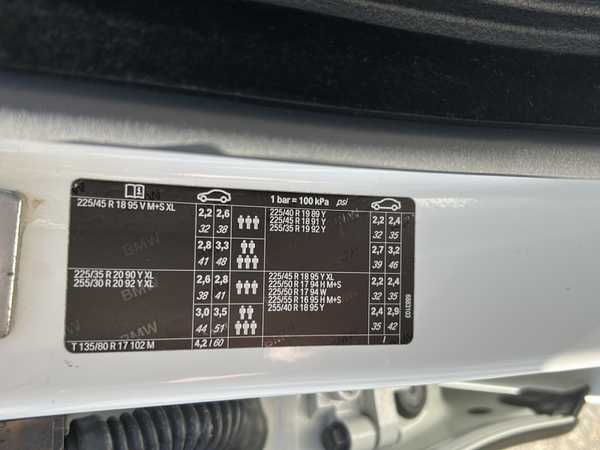 1 bar = 100 kPa psi
225/45 R 18 95 V M+S XL 2,2 2,6
32 38
2,8 3,3
41 48
225/35 R 20 90 Y XL
255/30 R 20 92 Y XL
2,6 2,8
38 41
3,0 3,5
44 51
T 135/80 R 17 102 M 4,2 / 60
225/40 R 19 89 Y
225/45 R 18 91 Y
255/35 R 19 92 Y
2,2 2,4
32 35
2,7 3,2
39 46
225/45 R 18 95 Y XL
225/50 R 17 94 H M+S
225/50 R 17 94 W
225/55 R 16 95 H M+S
255/40 R 18 95 Y
2,2 2,4
32 35
2,4 2,9
35 42
/
6883103
BMW
BMW
BMW